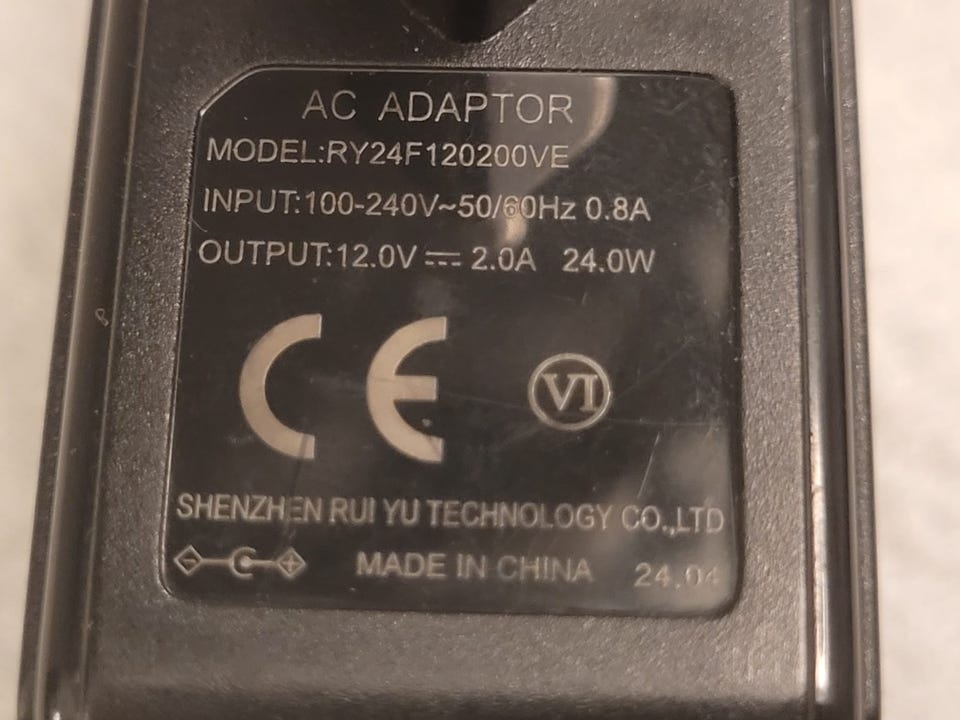 AC ADAPTOR
MODEL:RY24F120200VE
INPUT:100-240V~50/60Hz 0.8A
OUTPUT:12.0V⎓2.0A 24.0W
CE VI
SHENZHEN RUI YU TECHNOLOGY CO.,LTD
MADE IN CHINA 24.04